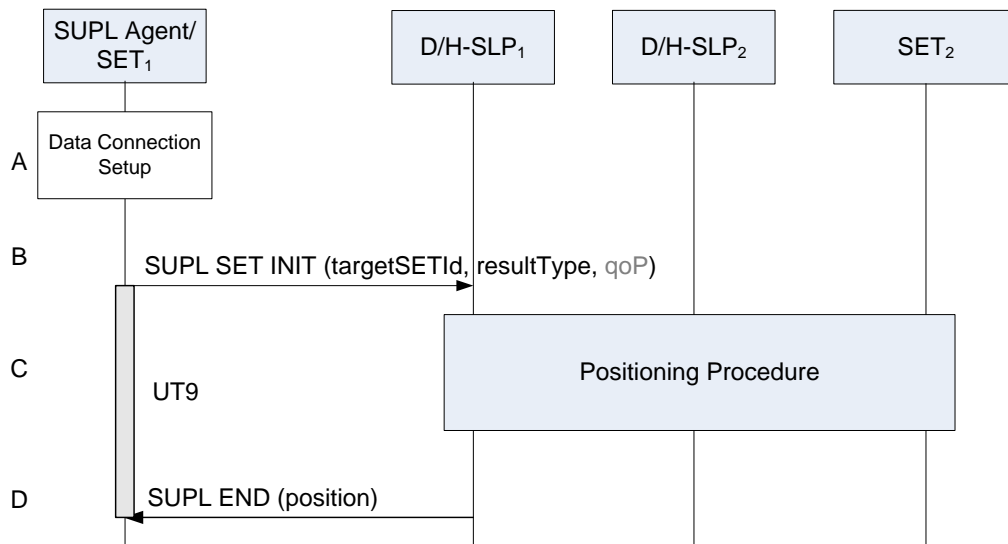 SUPL Agent/
SET₁
D/H-SLP₁
D/H-SLP₂
SET₂
A
Data Connection
Setup
B
SUPL SET INIT (targetSETId, resultType, qoP)
C
Positioning Procedure
UT9
D
SUPL END (position)